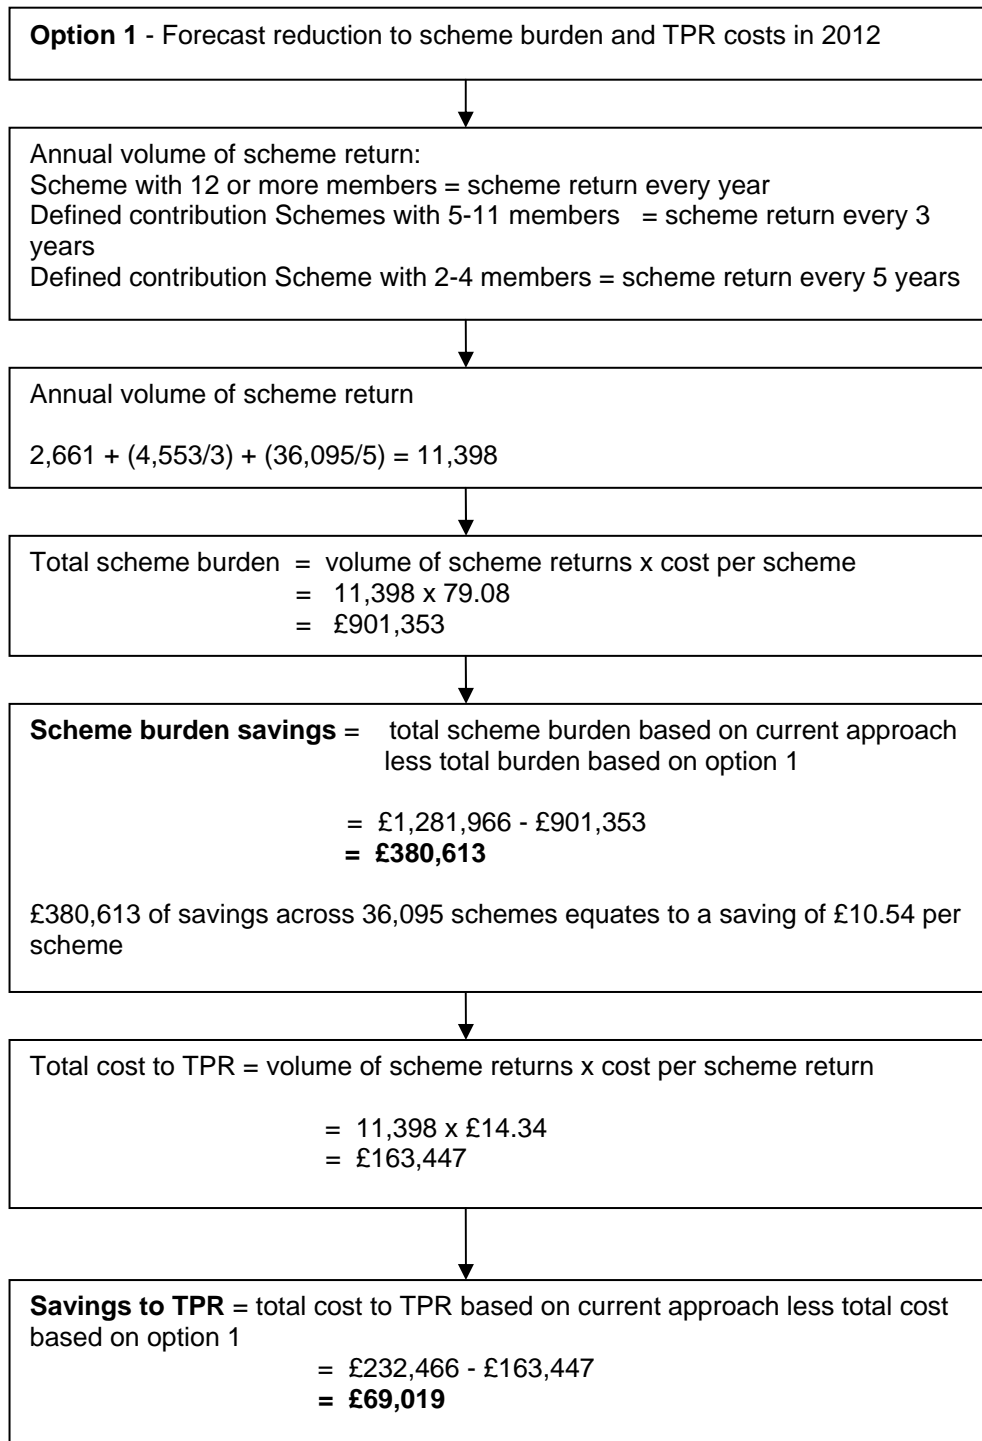 Option 1 - Forecast reduction to scheme burden and TPR costs in 2012
Annual volume of scheme return:
Scheme with 12 or more members = scheme return every year
Defined contribution Schemes with 5-11 members = scheme return every 3
years
Defined contribution Scheme with 2-4 members = scheme return every 5 years
Annual volume of scheme return
2,661 + (4,553/3) + (36,095/5) = 11,398
Total scheme burden = volume of scheme returns x cost per scheme
= 11,398 x 79.08
= £901,353
Scheme burden savings = total scheme burden based on current approach
less total burden based on option 1
= £1,281,966 - £901,353
= £380,613
£380,613 of savings across 36,095 schemes equates to a saving of £10.54 per
scheme
Total cost to TPR = volume of scheme returns x cost per scheme return
= 11,398 x £14.34
= £163,447
Savings to TPR = total cost to TPR based on current approach less total cost
based on option 1
= £232,466 - £163,447
= £69,019